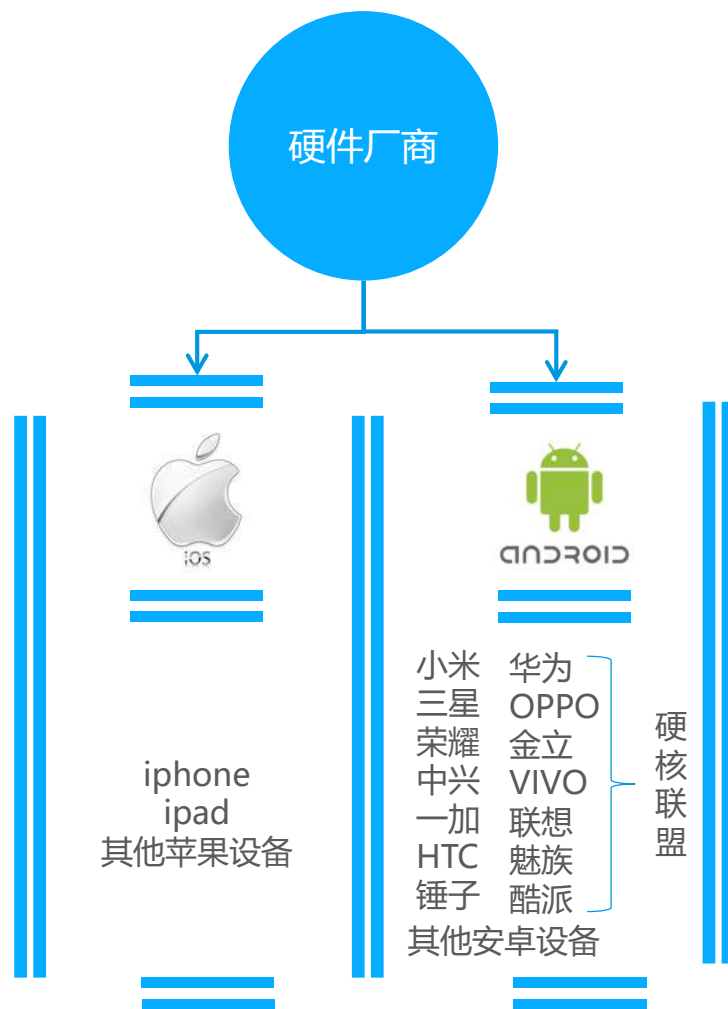 硬件厂商
iOS
ANDROID
iphone
ipad
其他苹果设备
小米 华为
三星 OPPO
荣耀 金立
中兴 VIVO
一加 联想
HTC 魅族
锤子 酷派
其他安卓设备
硬核联盟